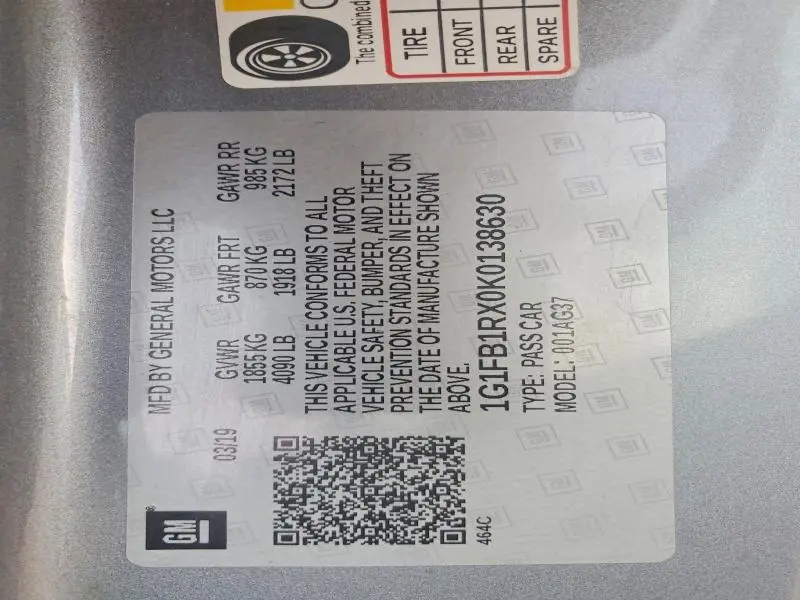 The combined
TIRE
FRONT
REAR
SPARE
GM
®
MFD BY GENERAL MOTORS LLC
03/19 GVWR GAWR FRT GAWR RR
1855 KG 870 KG 985 KG
4090 LB 1918 LB 2172 LB
THIS VEHICLE CONFORMS TO ALL
APPLICABLE U.S. FEDERAL MOTOR
VEHICLE SAFETY, BUMPER, AND THEFT
PREVENTION STANDARDS IN EFFECT ON
THE DATE OF MANUFACTURE SHOWN
ABOVE.
1G1FB1RX0K0138630
TYPE: PASS CAR
MODEL: 001AG37
464C